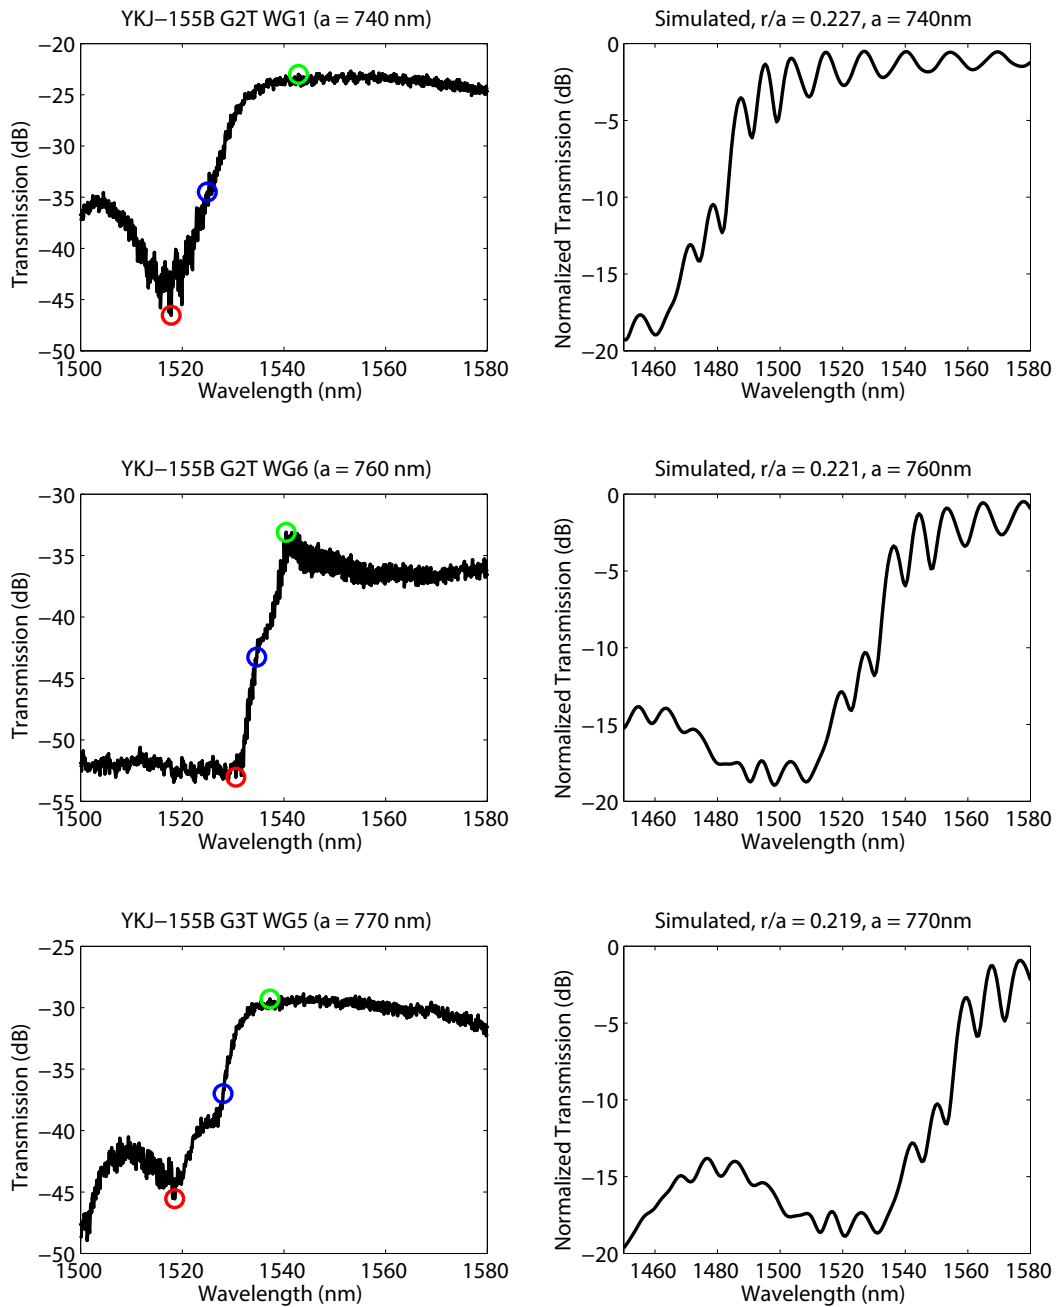 YKJ−155B G2T WG1 (a = 740 nm)
Transmission (dB)
−20
−25
−30
−35
−40
−45
−50
1500 1520 1540 1560 1580
Wavelength (nm)
Simulated, r/a = 0.227, a = 740nm
Normalized Transmission (dB)
0
−5
−10
−15
−20
1460 1480 1500 1520 1540 1560 1580
Wavelength (nm)
YKJ−155B G2T WG6 (a = 760 nm)
Transmission (dB)
−30
−35
−40
−45
−50
−55
1500 1520 1540 1560 1580
Wavelength (nm)
Simulated, r/a = 0.221, a = 760nm
Normalized Transmission (dB)
0
−5
−10
−15
−20
1460 1480 1500 1520 1540 1560 1580
Wavelength (nm)
YKJ−155B G3T WG5 (a = 770 nm)
Transmission (dB)
−25
−30
−35
−40
−45
−50
1500 1520 1540 1560 1580
Wavelength (nm)
Simulated, r/a = 0.219, a = 770nm
Normalized Transmission (dB)
0
−5
−10
−15
−20
1460 1480 1500 1520 1540 1560 1580
Wavelength (nm)